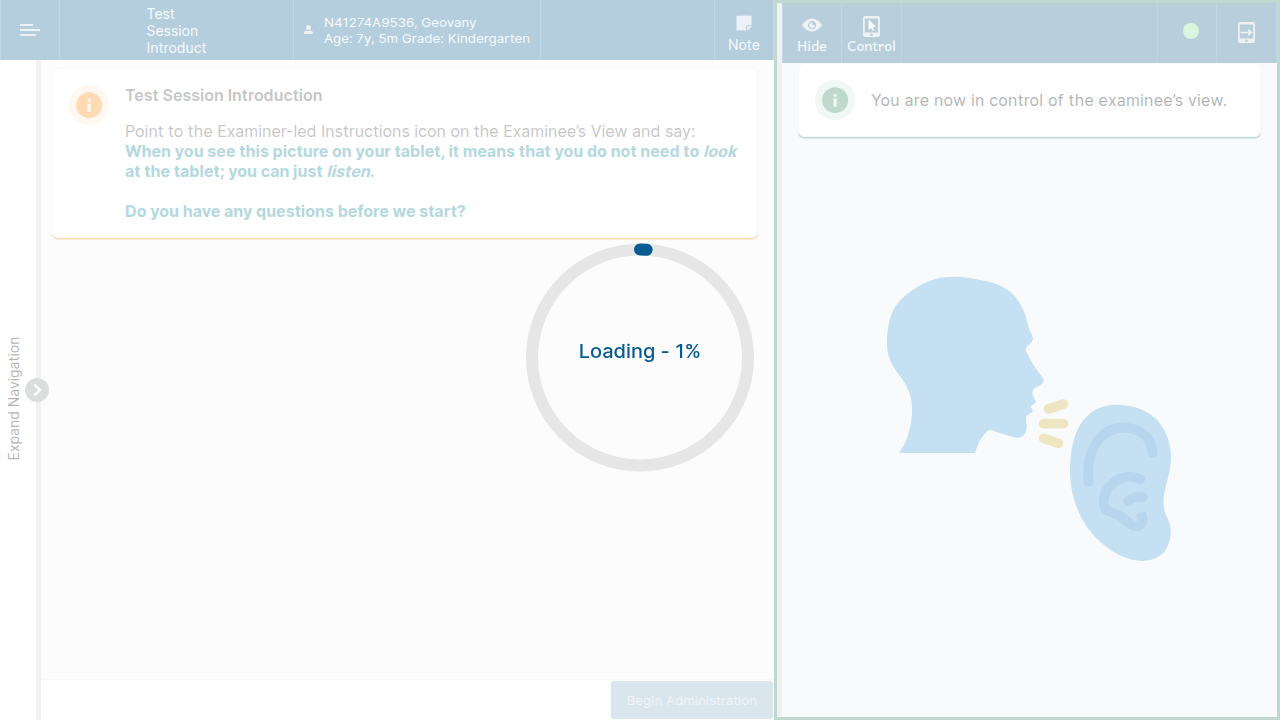 Test
Session
Introduct
N41274A9536, Geovany
Age: 7y, 5m Grade: Kindergarten
Note
Hide
Control
Test Session Introduction
Point to the Examiner-led Instructions icon on the Examinee’s View and say:
When you see this picture on your tablet, it means that you do not need to look
at the tablet; you can just listen.
Do you have any questions before we start?
You are now in control of the examinee’s view.
Loading - 1%
Expand Navigation
Begin Administration